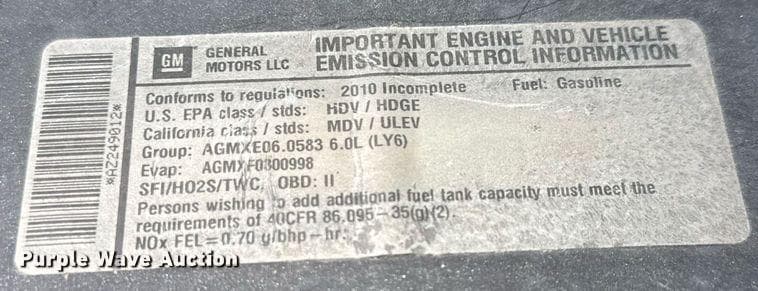 GM GENERAL MOTORS LLC
IMPORTANT ENGINE AND VEHICLE
EMISSION CONTROL INFORMATION
Conforms to regulations: 2010 Incomplete Fuel: Gasoline
U.S. EPA class / stds: HDV / HDGE
California class / stds: MDV / ULEV
Group: AGMXE06.0583 6.0L (LY6)
Evap: AGMXF0300998
SFI/HO2S/TWC, OBD: II
Persons wishing to add additional fuel tank capacity must meet the
requirements of 40CFR 86.095-35(g)(2).
NOx FEL=0.70 g/bhp-hr.
*AZ249012*
Purple Wave Auction